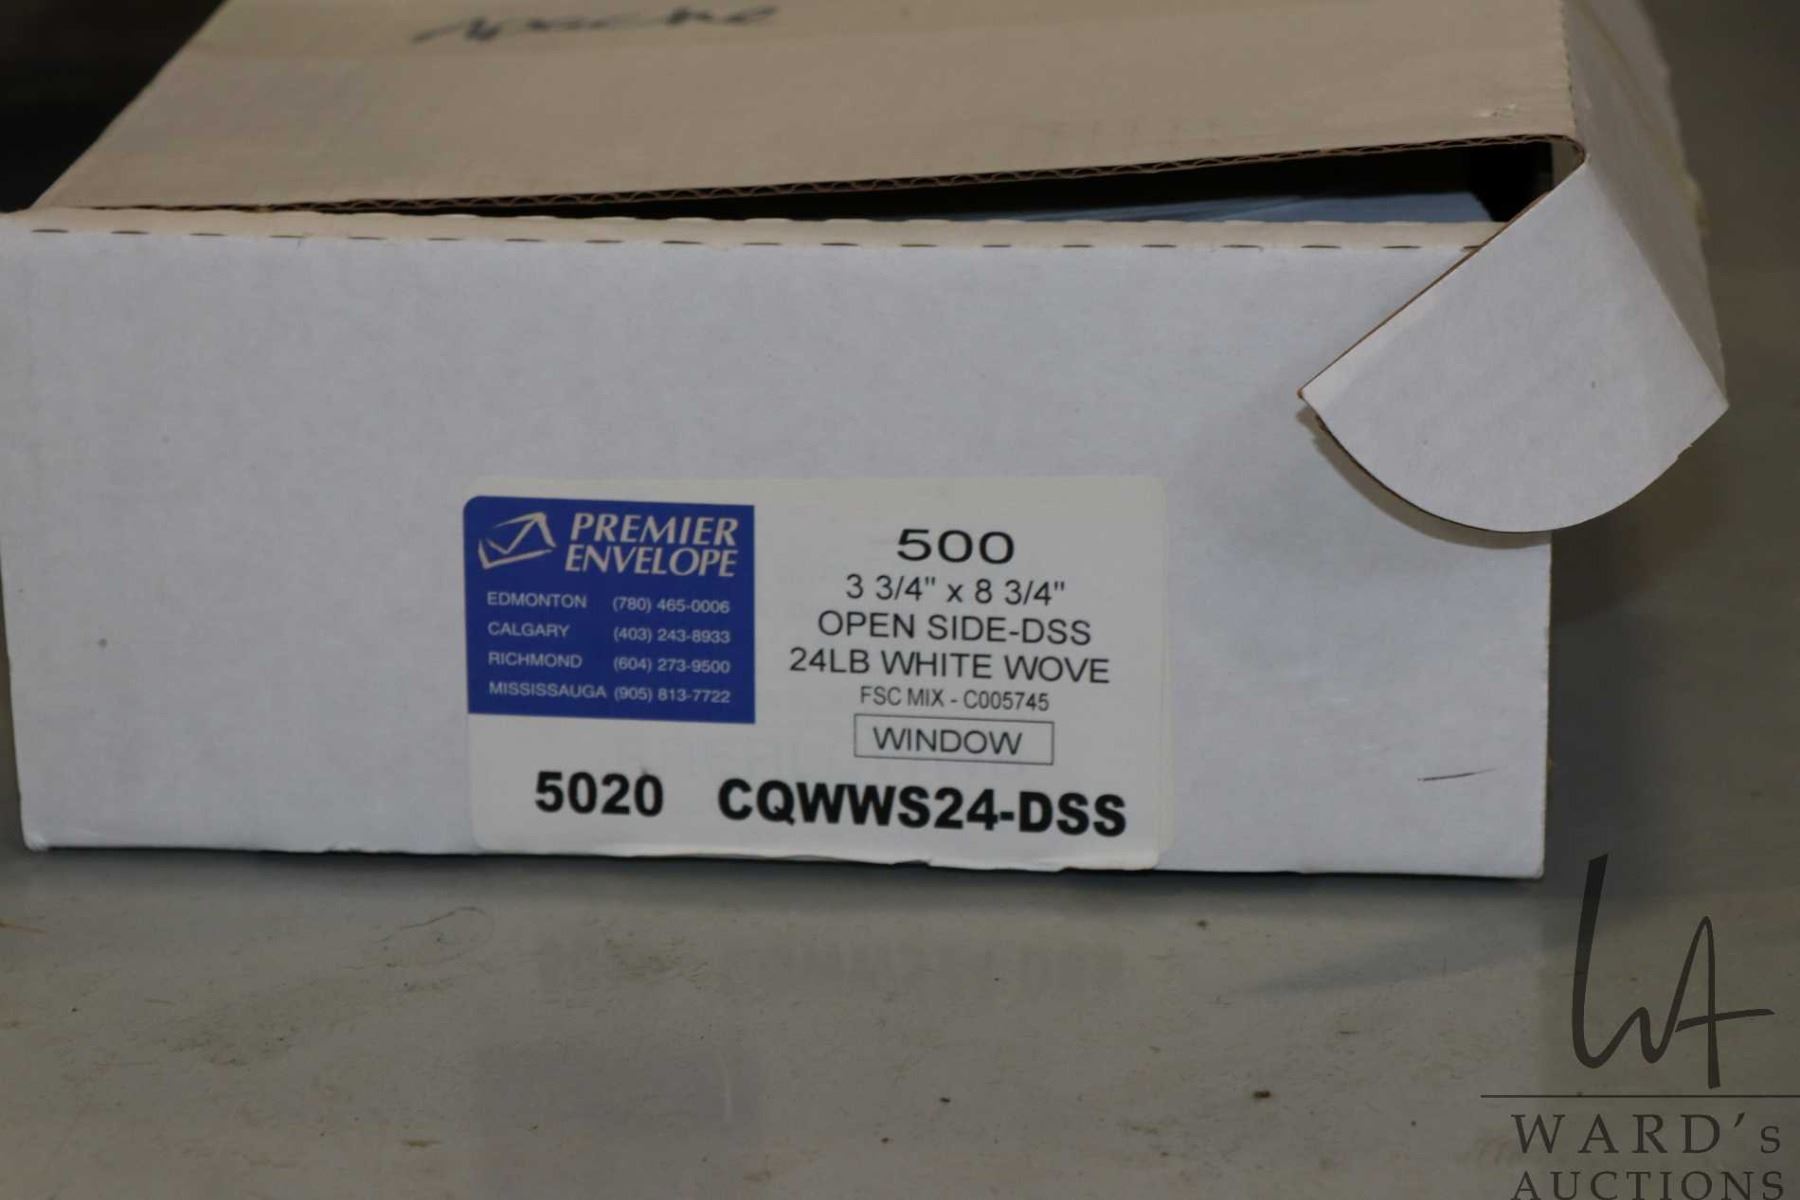 Apache
PREMIER
ENVELOPE
EDMONTON (780) 465-0006
CALGARY (403) 243-8933
RICHMOND (604) 273-9500
MISSISSAUGA (905) 813-7722
500
3 3/4" x 8 3/4"
OPEN SIDE-DSS
24LB WHITE WOVE
FSC MIX - C005745
WINDOW
5020 CQWWS24-DSS
WA
WARD's
AUCTIONS